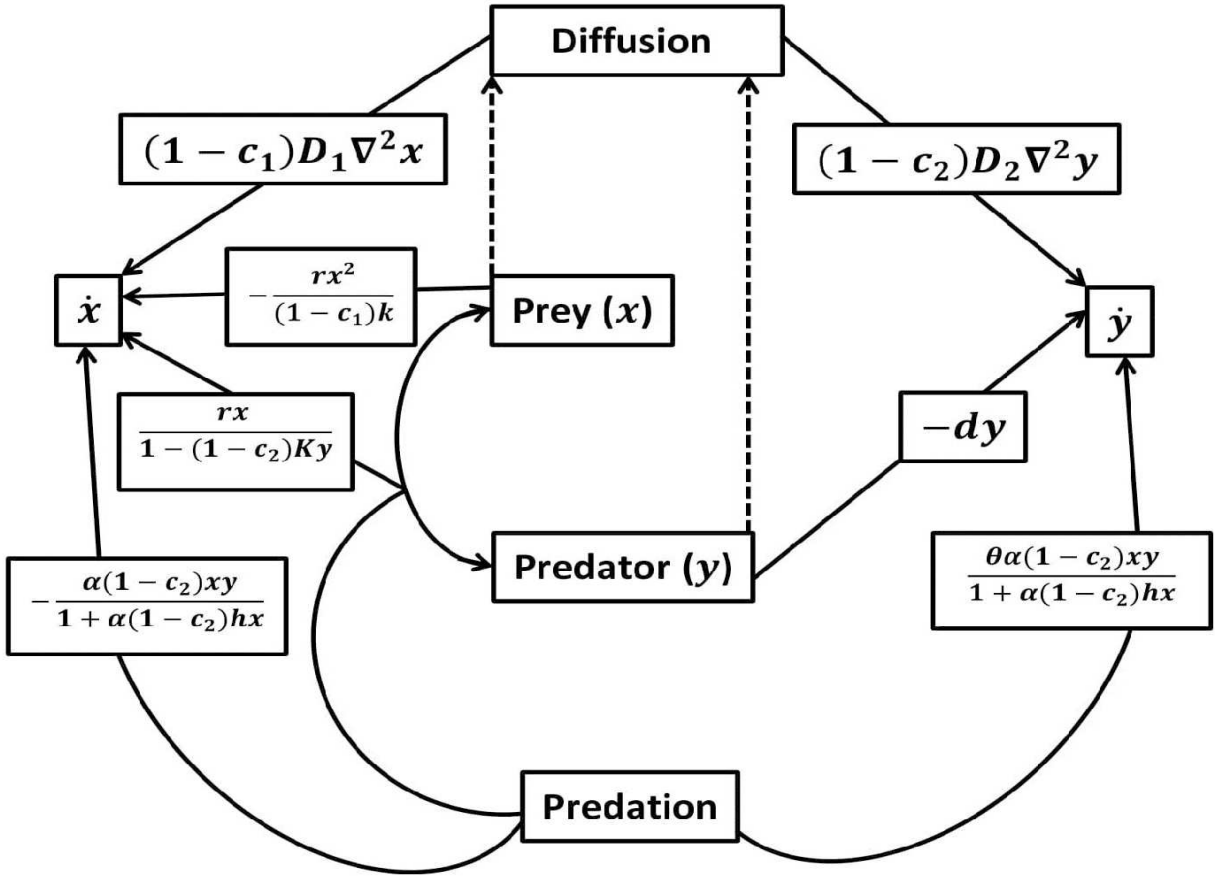 Diffusion
(1 − c₁)D₁∇²x
(1 − c₂)D₂∇²y
ẋ
− rx² / (1 − c₁)k
Prey (x)
ẏ
rx / 1 − (1 − c₂)Ky
−dy
Predator (y)
− α(1 − c₂)xy / 1 + α(1 − c₂)hx
θα(1 − c₂)xy / 1 + α(1 − c₂)hx
Predation